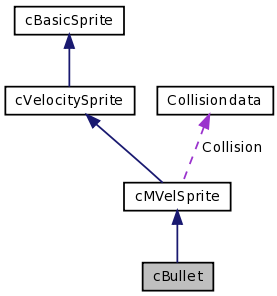 cBasicSprite
cVelocitySprite
Collisiondata
Collision
cMVelSprite
cBullet